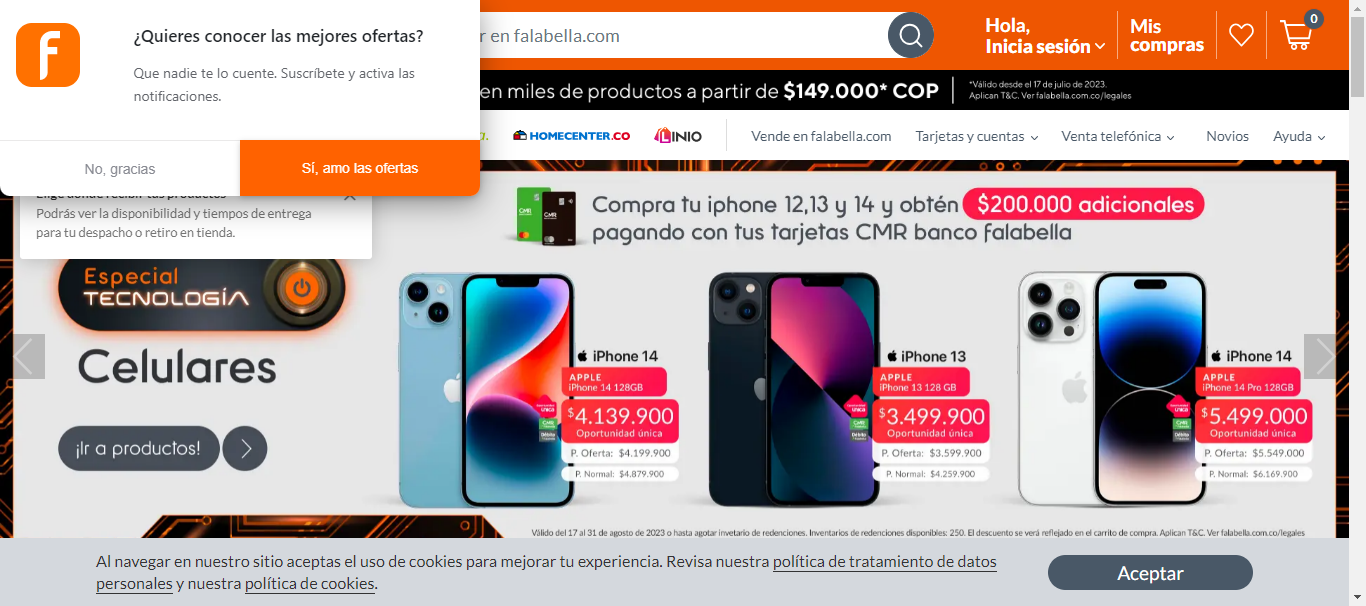 ¿Quieres conocer las mejores ofertas?
Que nadie te lo cuente. Suscríbete y activa las
notificaciones.
No, gracias
Sí, amo las ofertas
en falabella.com
Hola,
Inicia sesión
Mis
compras
0
en miles de productos a partir de $149.000* COP
*Válido desde el 17 de julio de 2023.
Aplican T&C. Ver falabella.com.co/legales
HOMECENTER.CO
LINIO
Vende en falabella.com
Tarjetas y cuentas
Venta telefónica
Novios
Ayuda
Elige dónde recibir tus productos
Podrás ver la disponibilidad y tiempos de entrega
para tu despacho o retiro en tienda.
Compra tu iphone 12,13 y 14 y obtén $200.000 adicionales
pagando con tus tarjetas CMR banco falabella
Especial
TECNOLOGÍA
Celulares
¡Ir a productos!
iPhone 14
APPLE
iPhone 14 128GB
$4.139.900
Oportunidad única
P. Oferta: $4.199.900
P. Normal: $4.879.900
iPhone 13
APPLE
iPhone 13 128 GB
$3.499.900
Oportunidad única
P. Oferta: $3.599.900
P. Normal: $4.259.900
iPhone 14
APPLE
iPhone 14 Pro 128GB
$5.499.000
Oportunidad única
P. Oferta: $5.549.000
P. Normal: $6.169.900
Válido del 17 al 31 de agosto de 2023 o hasta agotar invetario de redenciones. Inventarios de redenciones disponibles: 250. El descuento se verá reflejado en el carrito de compra. Aplican T&C. Ver falabella.com.co/legales
Al navegar en nuestro sitio aceptas el uso de cookies para mejorar tu experiencia. Revisa nuestra política de tratamiento de datos
personales y nuestra política de cookies.
Aceptar